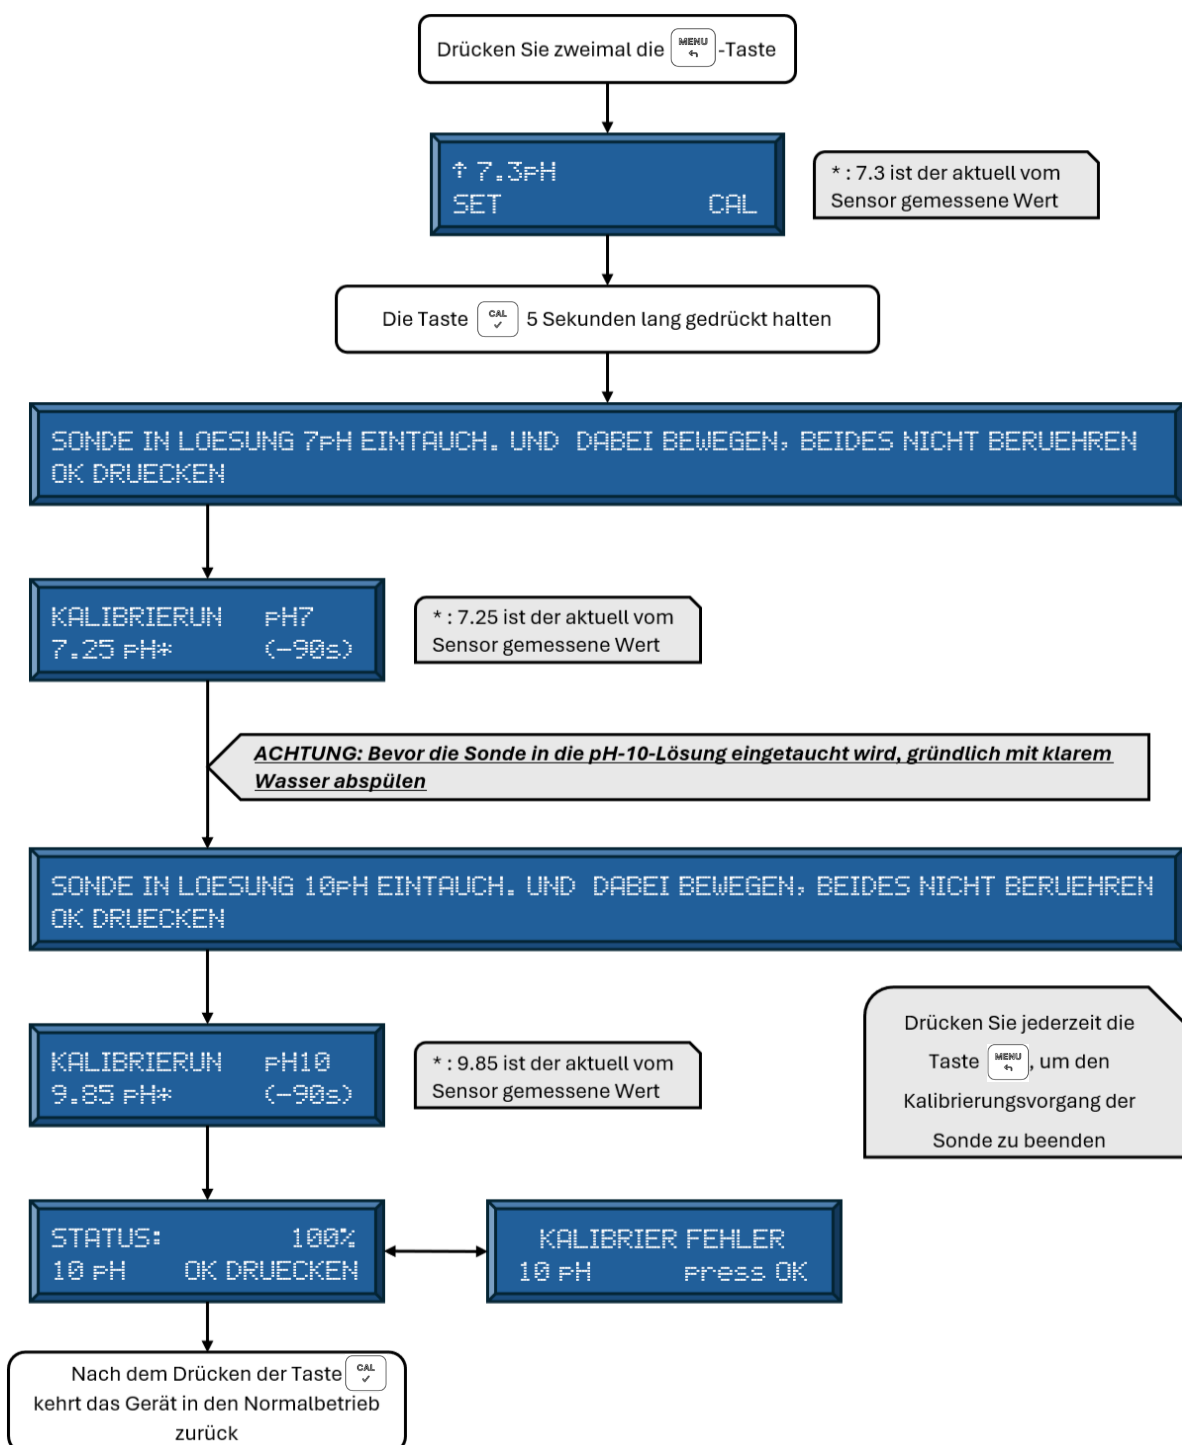 Drücken Sie zweimal die MENU -Taste
↑ 7.3pH
SET CAL
* : 7.3 ist der aktuell vom
Sensor gemessene Wert
Die Taste CAL 5 Sekunden lang gedrückt halten
SONDE IN LOESUNG 7pH EINTAUCH. UND DABEI BEWEGEN, BEIDES NICHT BERUEHREN
OK DRUECKEN
KALIBRIERUN pH7
7.25 pH* (-90s)
* : 7.25 ist der aktuell vom
Sensor gemessene Wert
ACHTUNG: Bevor die Sonde in die pH-10-Lösung eingetaucht wird, gründlich mit klarem
Wasser abspülen
SONDE IN LOESUNG 10pH EINTAUCH. UND DABEI BEWEGEN, BEIDES NICHT BERUEHREN
OK DRUECKEN
KALIBRIERUN pH10
9.85 pH* (-90s)
* : 9.85 ist der aktuell vom
Sensor gemessene Wert
Drücken Sie jederzeit die
Taste MENU, um den
Kalibrierungsvorgang der
Sonde zu beenden
STATUS: 100%
10 pH OK DRUECKEN
KALIBRIER FEHLER
10 pH press OK
Nach dem Drücken der Taste CAL
kehrt das Gerät in den Normalbetrieb
zurück